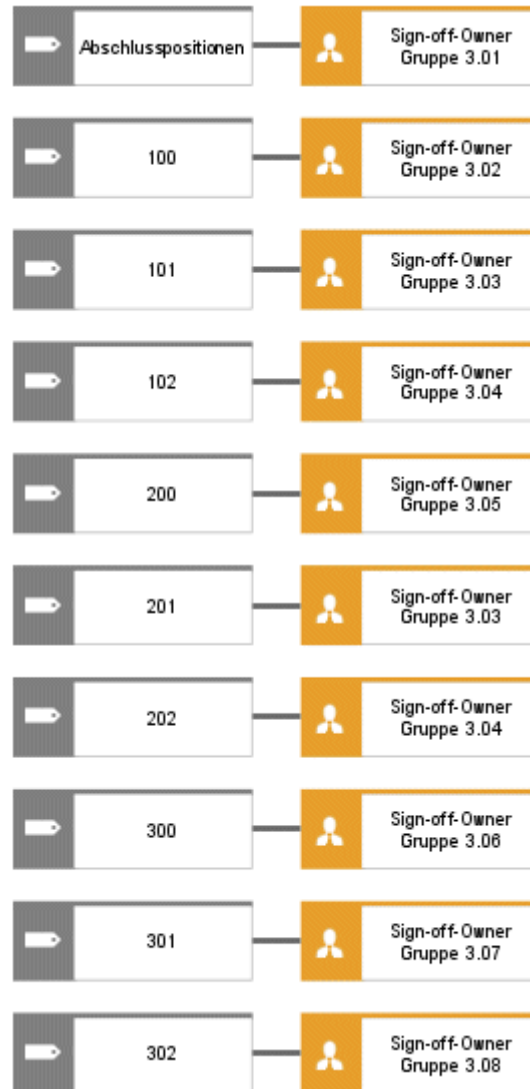 Abschlusspositionen
Sign-off-Owner
Gruppe 3.01
100
Sign-off-Owner
Gruppe 3.02
101
Sign-off-Owner
Gruppe 3.03
102
Sign-off-Owner
Gruppe 3.04
200
Sign-off-Owner
Gruppe 3.05
201
Sign-off-Owner
Gruppe 3.03
202
Sign-off-Owner
Gruppe 3.04
300
Sign-off-Owner
Gruppe 3.06
301
Sign-off-Owner
Gruppe 3.07
302
Sign-off-Owner
Gruppe 3.08